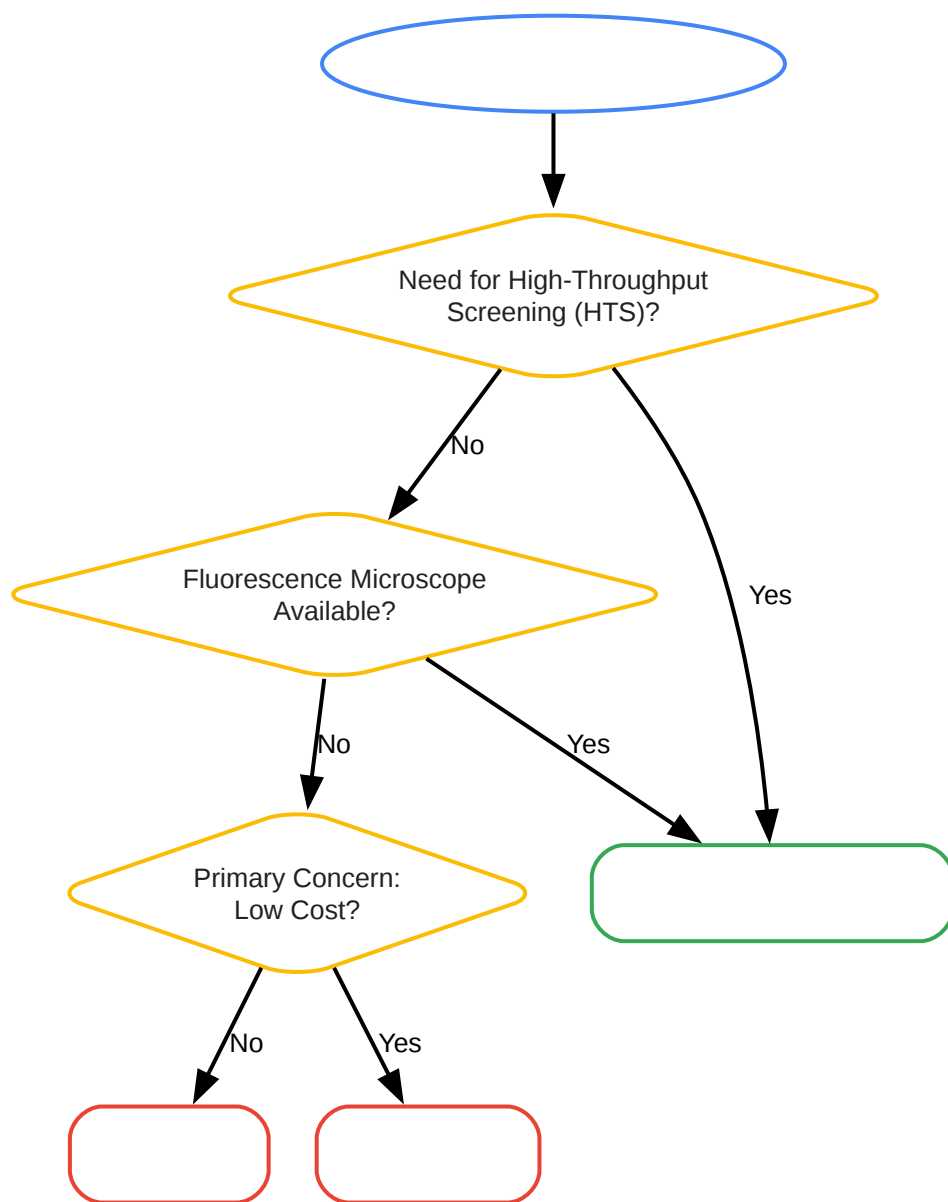 Need for High-Throughput
Screening (HTS)?
No
Fluorescence Microscope
Available?
Yes
No
Yes
Primary Concern:
Low Cost?
No
Yes